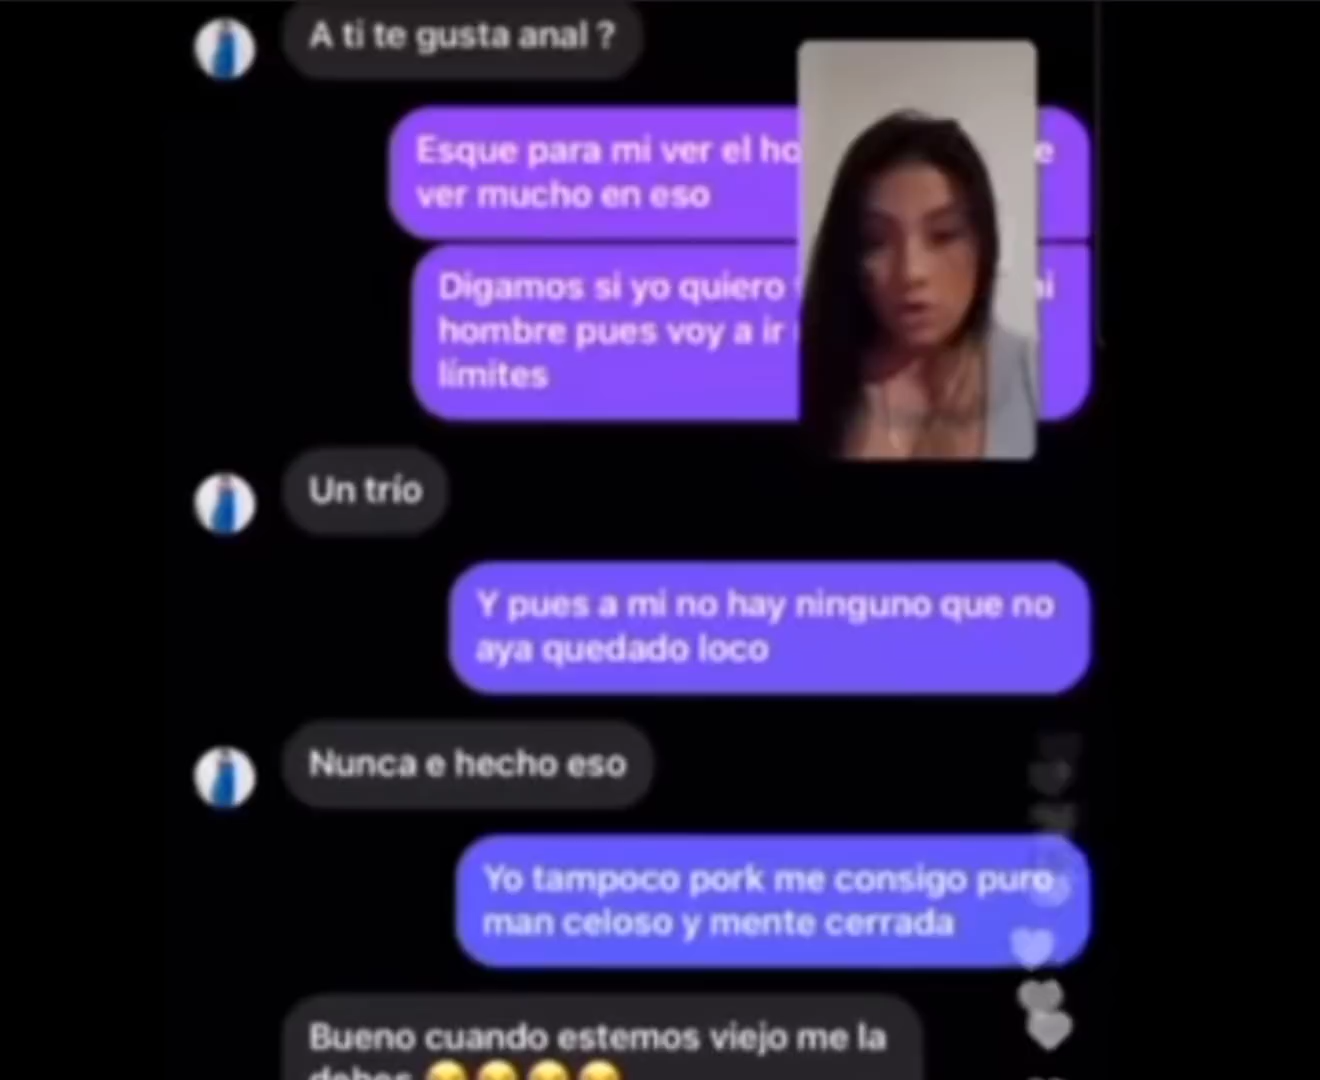 A ti te gusta anal ?
Esque para mi ver el ho e
ver mucho en eso
Digamos si yo quiero
hombre pues voy a ir
límites
Un trío
Y pues a mi no hay ninguno que no
aya quedado loco
Nunca e hecho eso
Yo tampoco pork me consigo puro
man celoso y mente cerrada
Bueno cuando estemos viejo me la